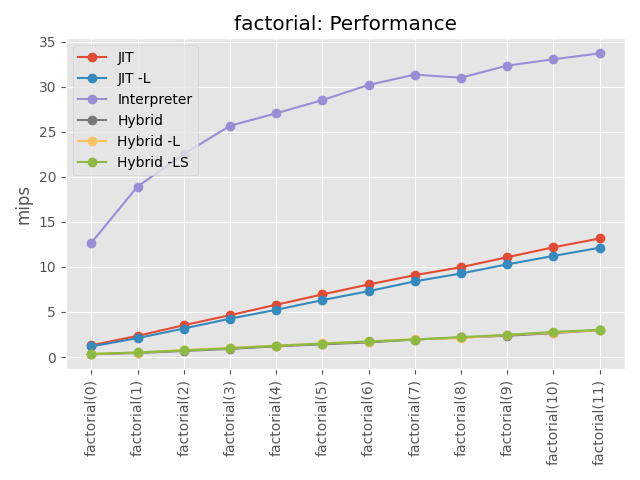 factorial: Performance
35
30
25
20
15
10
5
0
mips
JIT
JIT -L
Interpreter
Hybrid
Hybrid -L
Hybrid -LS
factorial(0)
factorial(1)
factorial(2)
factorial(3)
factorial(4)
factorial(5)
factorial(6)
factorial(7)
factorial(8)
factorial(9)
factorial(10)
factorial(11)